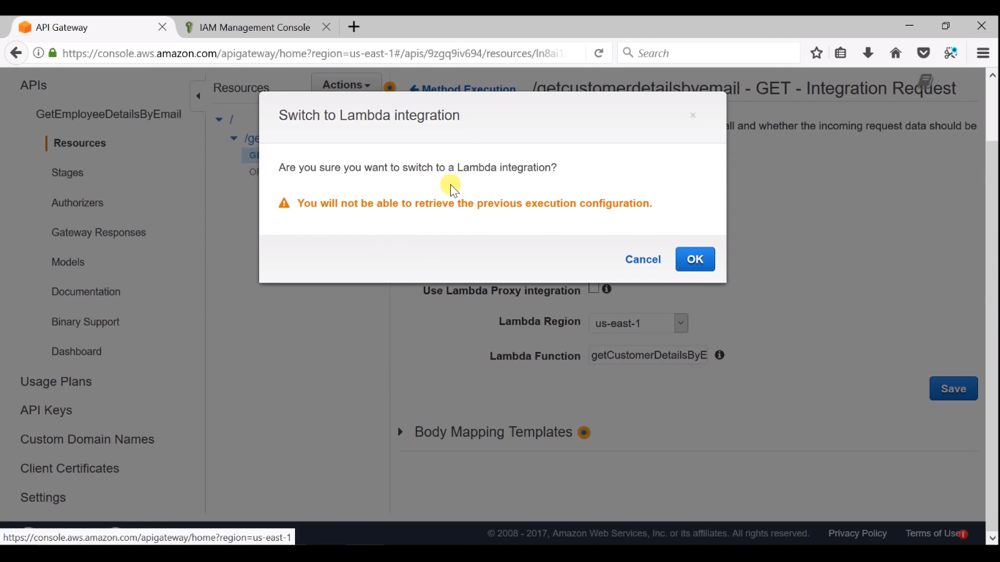 API Gateway
IAM Management Console
https://console.aws.amazon.com/apigateway/home?region=us-east-1#/apis/9zgq9iv694/resources/ln8ai1
Search
APIs
GetEmployeeDetailsByEmail
Resources
Stages
Authorizers
Gateway Responses
Models
Documentation
Binary Support
Dashboard
Usage Plans
API Keys
Custom Domain Names
Client Certificates
Settings
Resources
Actions
/
/ge
GE
OP
Method Execution
/getcustomerdetailsbyemail - GET - Integration Request
all and whether the incoming request data should be
Switch to Lambda integration
Are you sure you want to switch to a Lambda integration?
You will not be able to retrieve the previous execution configuration.
Cancel
OK
Use Lambda Proxy integration
Lambda Region
us-east-1
Lambda Function
getCustomerDetailsByE
Save
Body Mapping Templates
https://console.aws.amazon.com/apigateway/home?region=us-east-1
© 2008 - 2017, Amazon Web Services, Inc. or its affiliates. All rights reserved.
Privacy Policy
Terms of Use